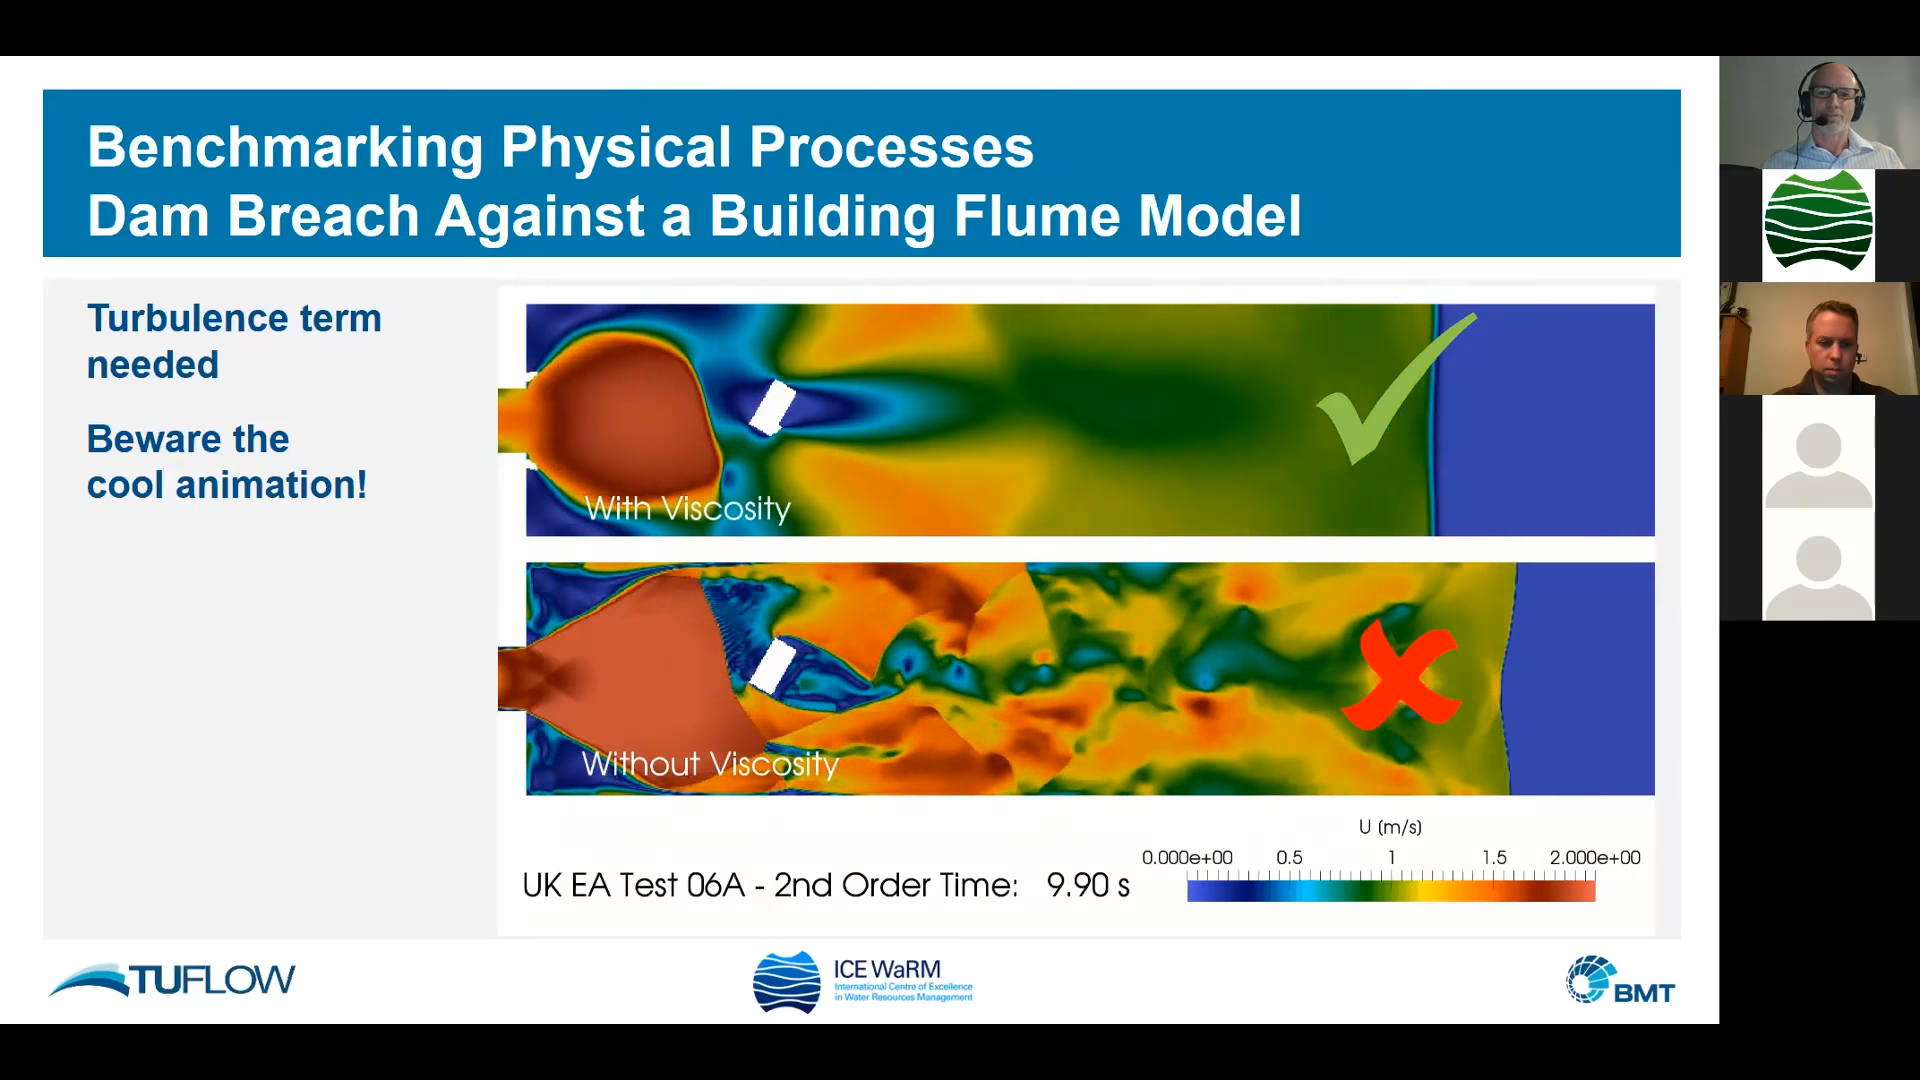 Benchmarking Physical Processes
Dam Breach Against a Building Flume Model
Turbulence term
needed
Beware the
cool animation!
With Viscosity
Without Viscosity
U (m/s)
0.000e+00 0.5 1 1.5 2.000e+00
UK EA Test 06A - 2nd Order Time: 9.90 s
TUFLOW
ICE WaRM
International Centre of Excellence
in Water Resources Management
BMT